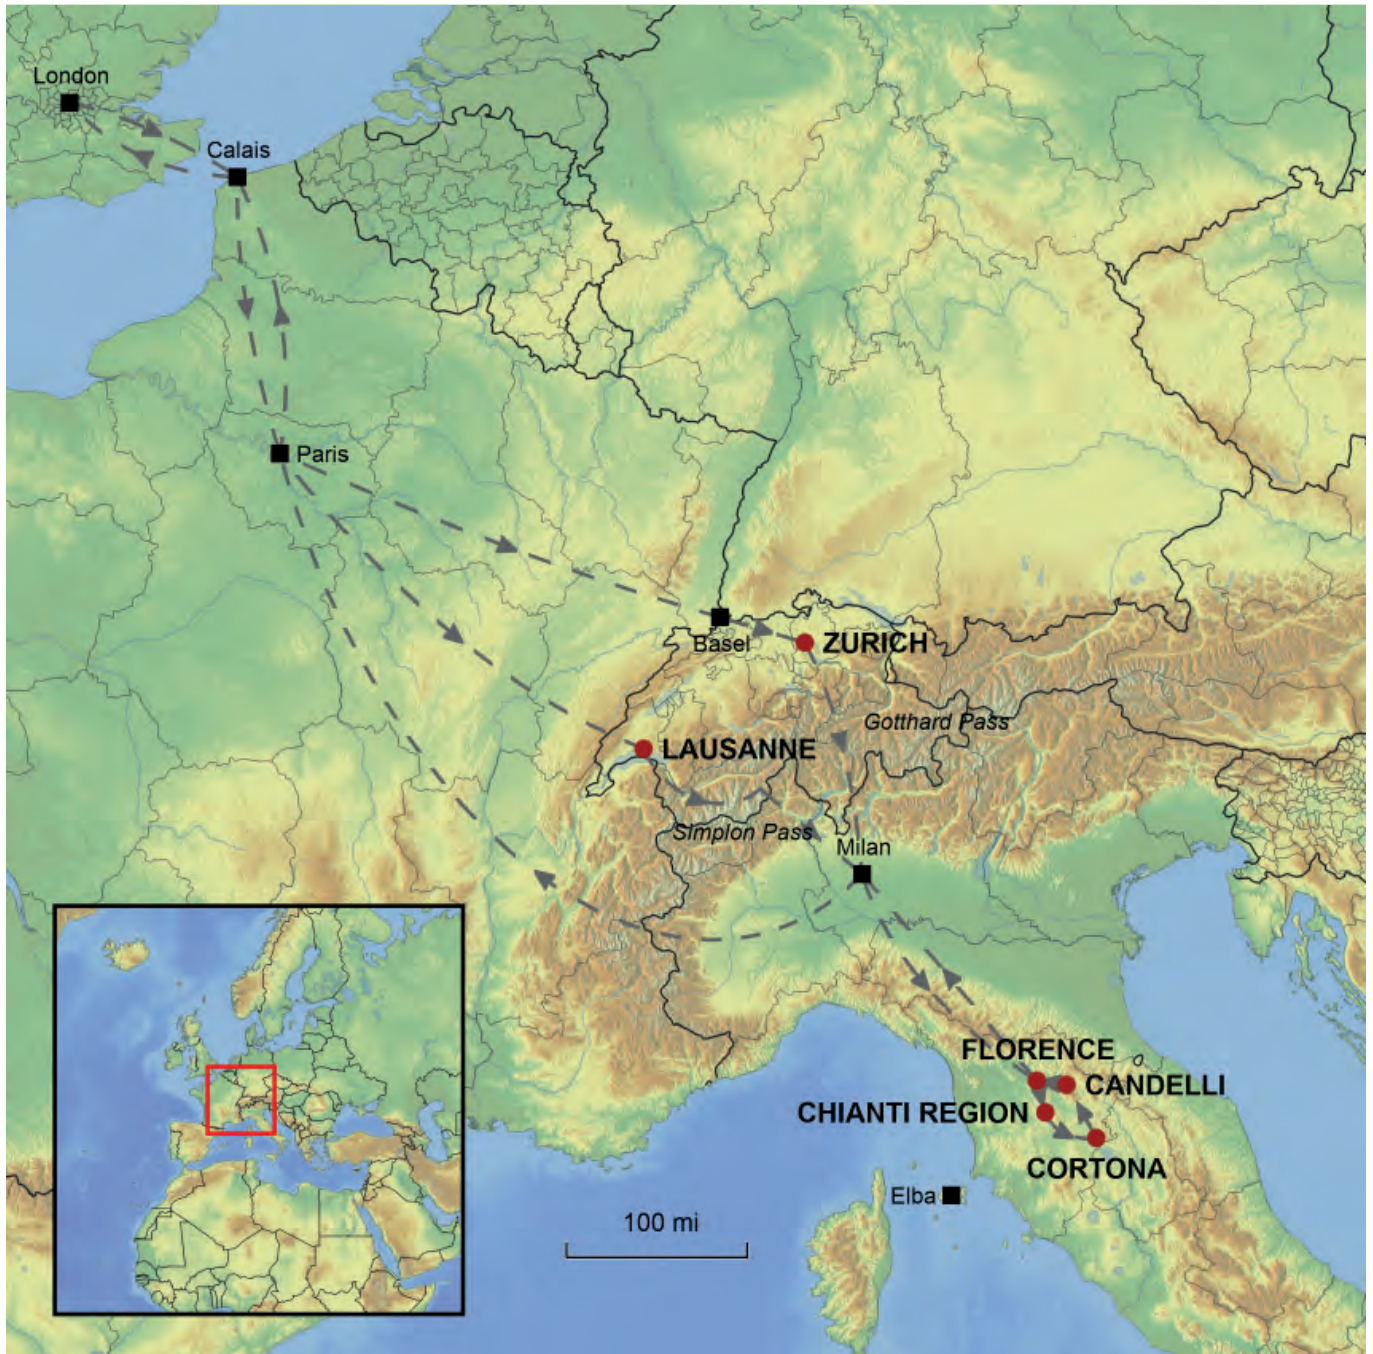 London
Calais
Paris
Basel
ZURICH
Gotthard Pass
LAUSANNE
Simplon Pass
Milan
FLORENCE
CANDELLI
CHIANTI REGION
CORTONA
Elba
100 mi